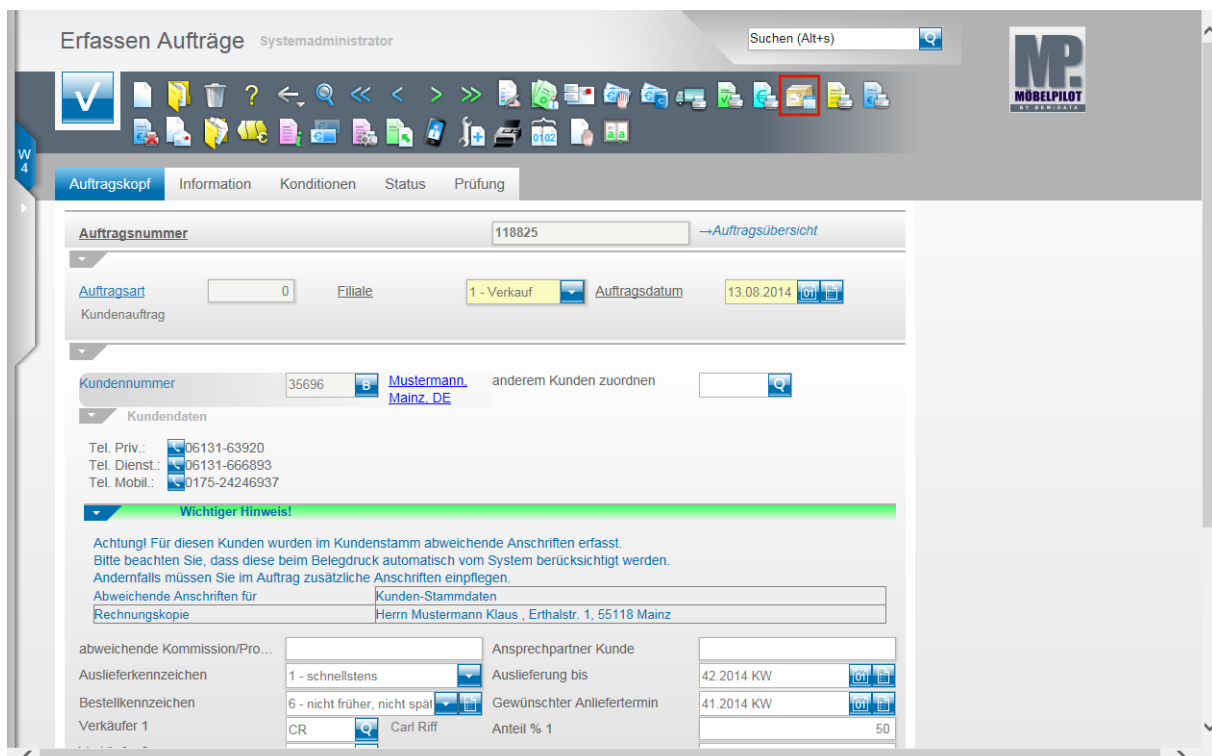 Erfassen Aufträge Systemadministrator
Suchen (Alt+s)
MP
MÖBELPILOT
BY BEMIDATA
W
4
Auftragskopf Information Konditionen Status Prüfung
Auftragsnummer 118825 →Auftragsübersicht
Auftragsart 0 Filiale 1 - Verkauf Auftragsdatum 13.08.2014
Kundenauftrag
Kundennummer 35696 B Mustermann, anderem Kunden zuordnen
Mainz, DE
Kundendaten
Tel. Priv.: 06131-63920
Tel. Dienst.: 06131-666893
Tel. Mobil.: 0175-24246937
Wichtiger Hinweis!
Achtung! Für diesen Kunden wurden im Kundenstamm abweichende Anschriften erfasst.
Bitte beachten Sie, dass diese beim Belegdruck automatisch vom System berücksichtigt werden.
Andernfalls müssen Sie im Auftrag zusätzliche Anschriften einpflegen.
Abweichende Anschriften für Kunden-Stammdaten
Rechnungskopie Herrn Mustermann Klaus , Erthalstr. 1, 55118 Mainz
abweichende Kommission/Pro... Ansprechpartner Kunde
Auslieferkennzeichen 1 - schnellstens Auslieferung bis 42.2014 KW
Bestellkennzeichen 6 - nicht früher, nicht spät Gewünschter Anliefertermin 41.2014 KW
Verkäufer 1 CR Carl Riff Anteil % 1 50